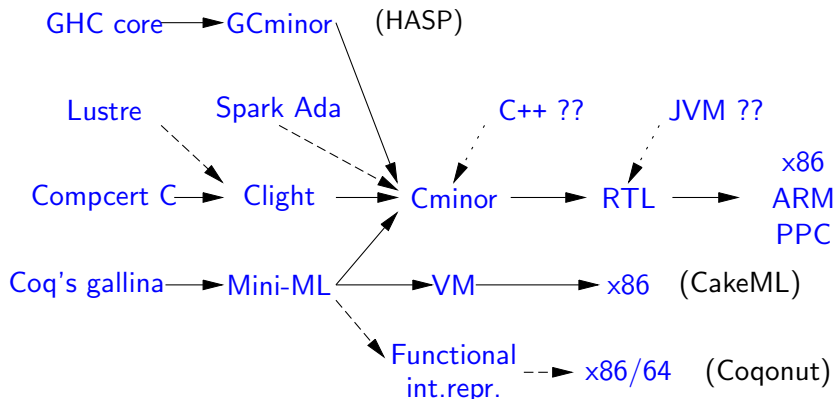 GHC core GCminor (HASP)
Lustre Spark Ada C++ ?? JVM ??
x86
Compcert C Clight Cminor RTL ARM
PPC
Coq's gallina Mini-ML VM x86 (CakeML)
Functional
int.repr. x86/64 (Coqonut)